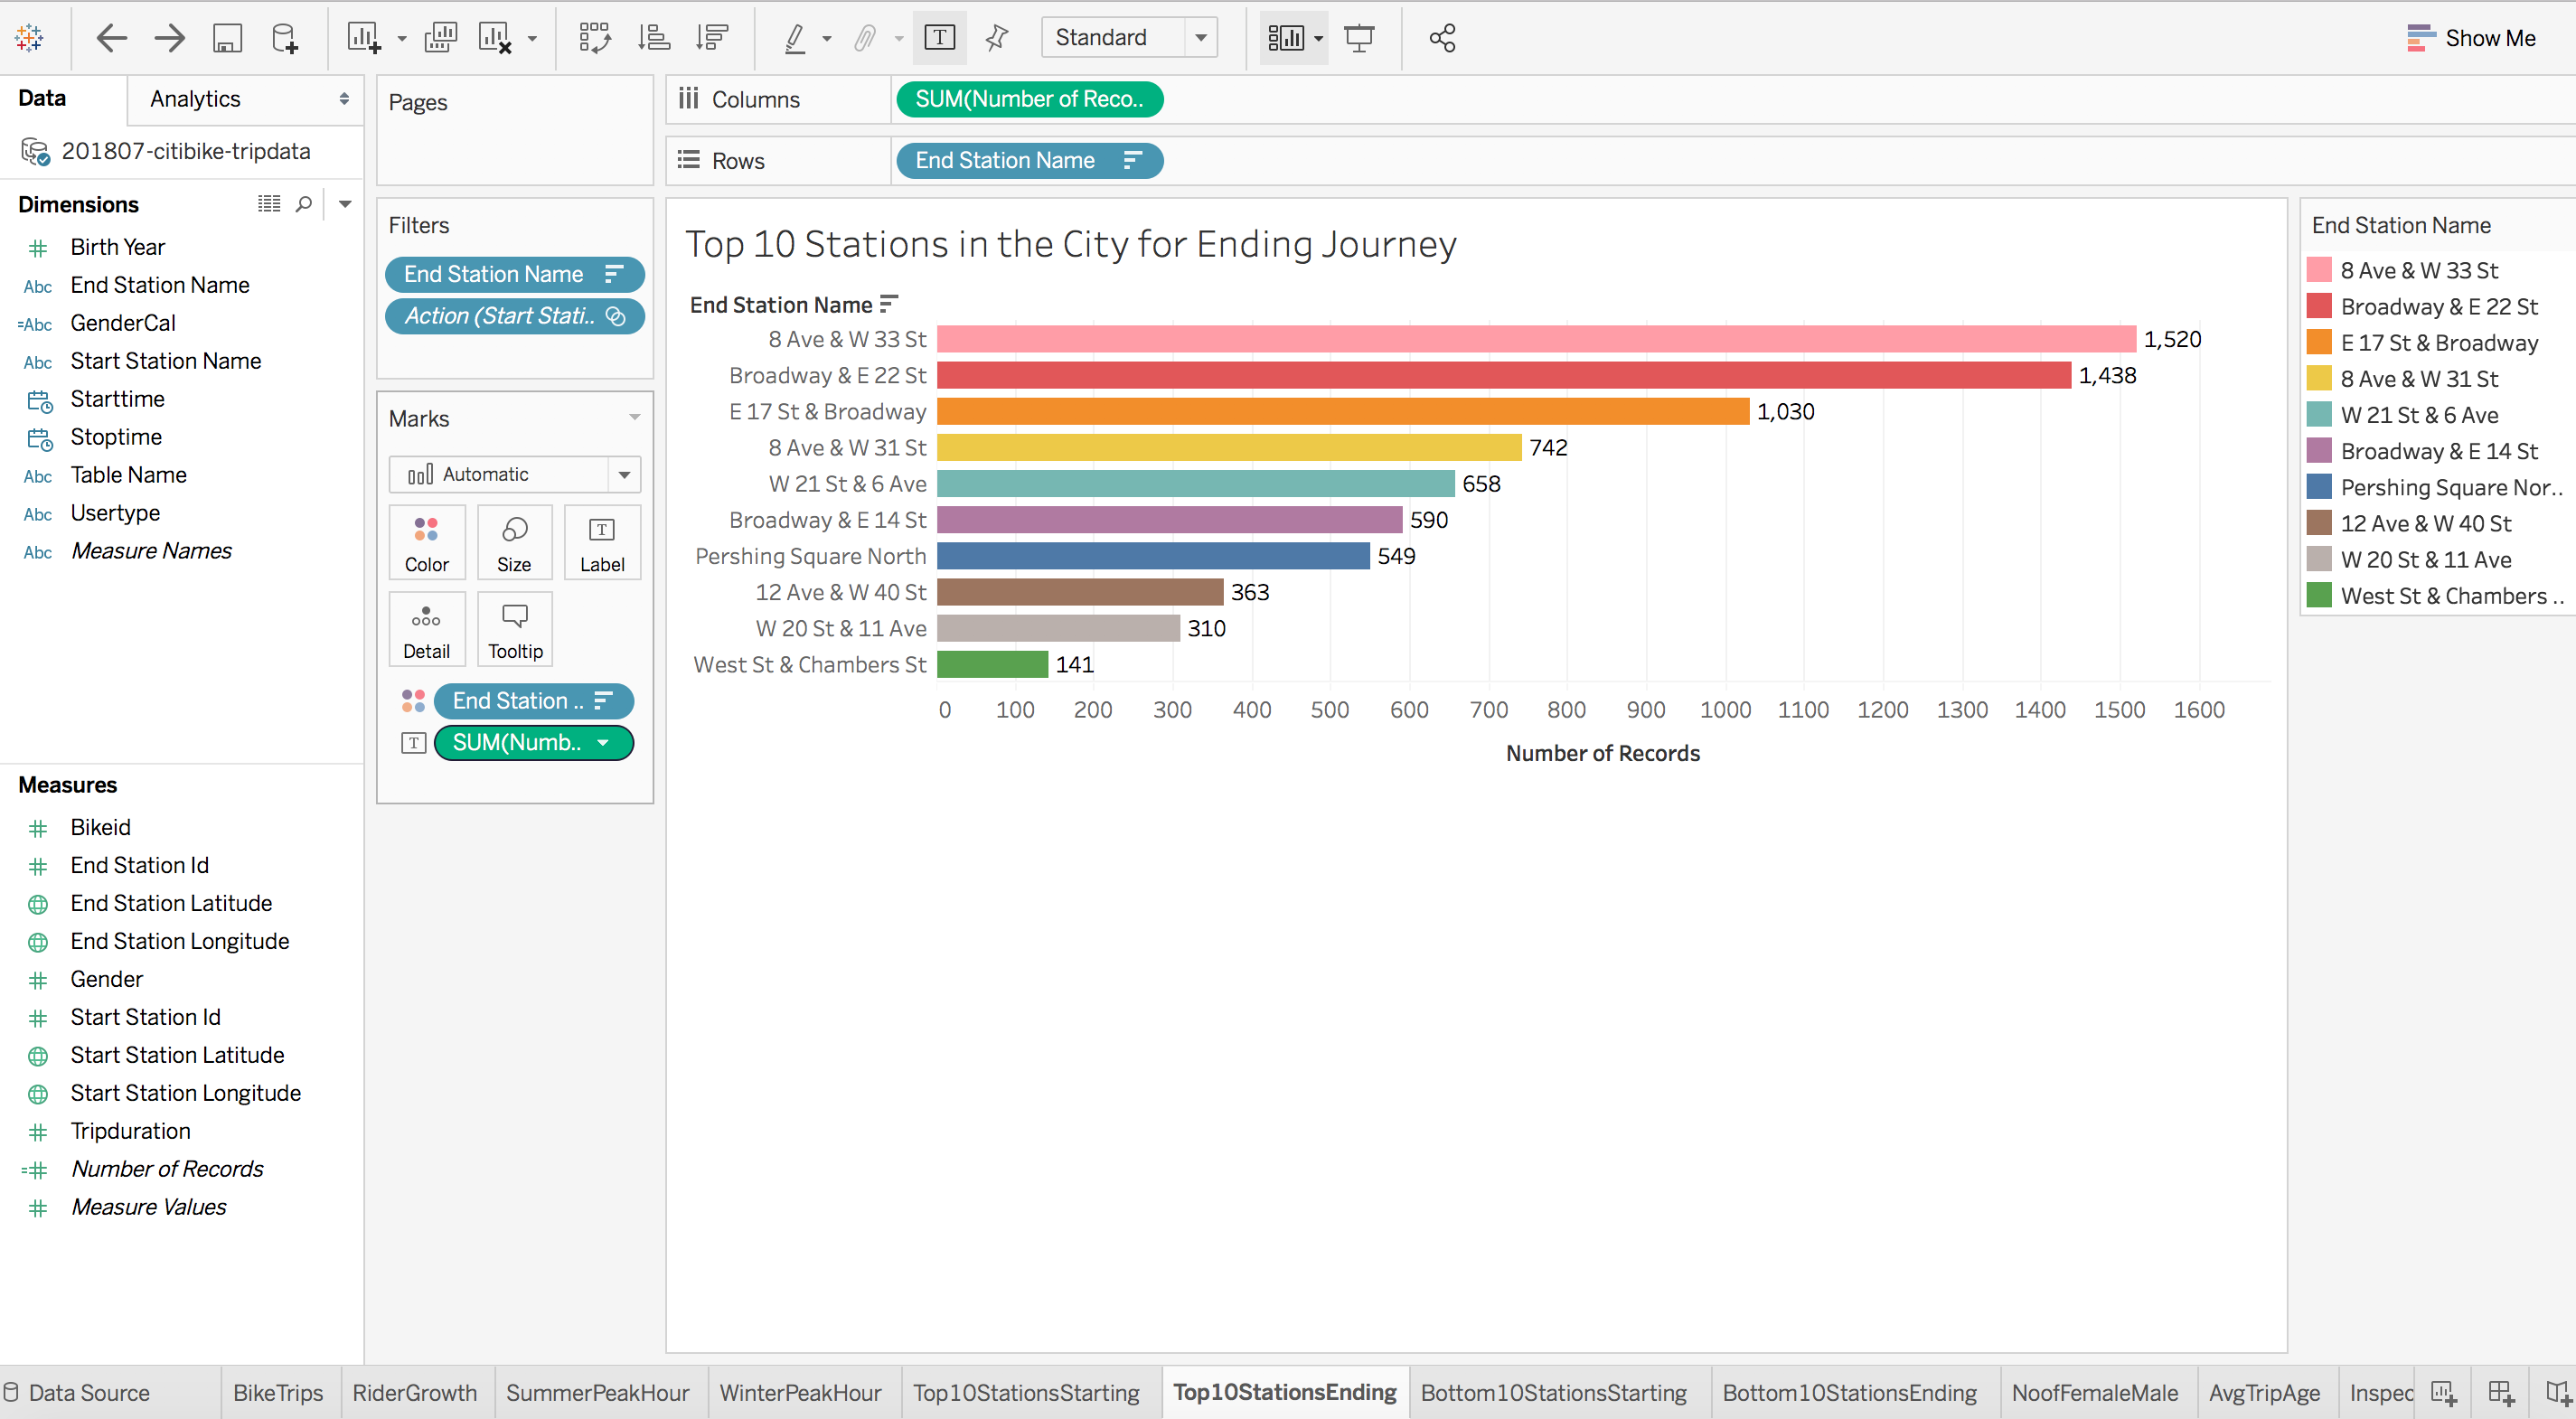 Standard
Show Me
Data
Analytics
201807-citibike-tripdata
Dimensions
Birth Year
Abc End Station Name
=Abc GenderCal
Abc Start Station Name
Starttime
Stoptime
Abc Table Name
Abc Usertype
Abc Measure Names
Measures
Bikeid
End Station Id
End Station Latitude
End Station Longitude
Gender
Start Station Id
Start Station Latitude
Start Station Longitude
Tripduration
Number of Records
Measure Values
Pages
Filters
End Station Name
Action (Start Stati..
Marks
Automatic
Color Size Label
Detail Tooltip
End Station ..
SUM(Numb..
Columns SUM(Number of Reco..
Rows End Station Name
Top 10 Stations in the City for Ending Journey
End Station Name
8 Ave & W 33 St 1,520
Broadway & E 22 St 1,438
E 17 St & Broadway 1,030
8 Ave & W 31 St 742
W 21 St & 6 Ave 658
Broadway & E 14 St 590
Pershing Square North 549
12 Ave & W 40 St 363
W 20 St & 11 Ave 310
West St & Chambers St 141
0 100 200 300 400 500 600 700 800 900 1000 1100 1200 1300 1400 1500 1600
Number of Records
End Station Name
8 Ave & W 33 St
Broadway & E 22 St
E 17 St & Broadway
8 Ave & W 31 St
W 21 St & 6 Ave
Broadway & E 14 St
Pershing Square Nor..
12 Ave & W 40 St
W 20 St & 11 Ave
West St & Chambers ..
Data Source BikeTrips RiderGrowth SummerPeakHour WinterPeakHour Top10StationsStarting Top10StationsEnding Bottom10StationsStarting Bottom10StationsEnding NoofFemaleMale AvgTripAge Inspec